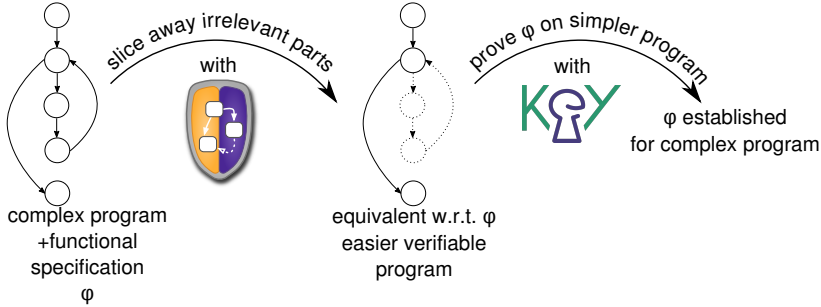 slice away irrelevant parts
with
complex program
+functional
specification
φ
equivalent w.r.t. φ
easier verifiable
program
prove φ on simpler program
with
KeY
φ established
for complex program